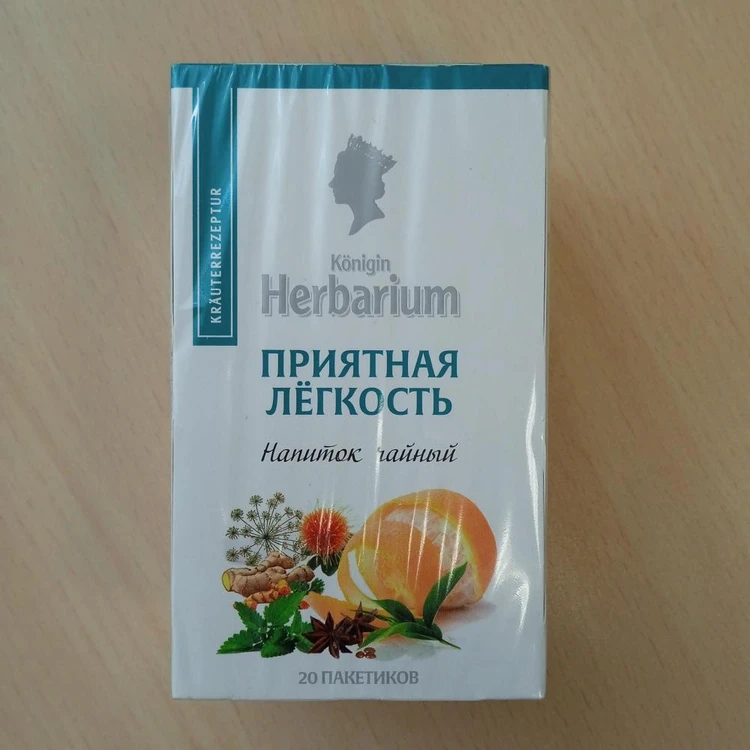 KRÄUTERREZEPTUR
Königin
Herbarium
ПРИЯТНАЯ
ЛЁГКОСТЬ
Напиток чайный
20 ПАКЕТИКОВ